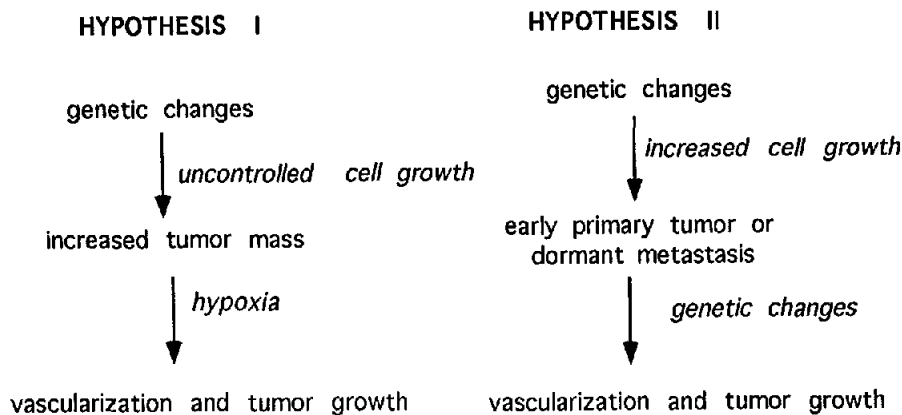 HYPOTHESIS I
genetic changes
uncontrolled cell growth
increased tumor mass
hypoxia
vascularization and tumor growth
HYPOTHESIS II
genetic changes
increased cell growth
early primary tumor or
dormant metastasis
genetic changes
vascularization and tumor growth